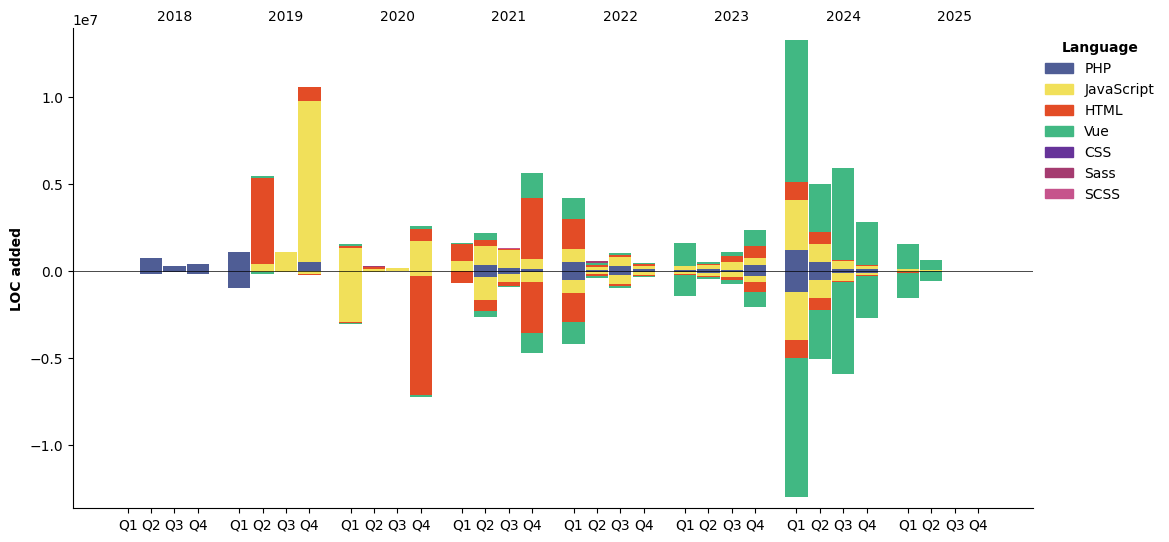 1e7
2018 2019 2020 2021 2022 2023 2024 2025
Language
PHP
JavaScript
HTML
Vue
CSS
Sass
SCSS
1.0
0.5
0.0
−0.5
−1.0
LOC added
Q1 Q2 Q3 Q4 Q1 Q2 Q3 Q4 Q1 Q2 Q3 Q4 Q1 Q2 Q3 Q4 Q1 Q2 Q3 Q4 Q1 Q2 Q3 Q4 Q1 Q2 Q3 Q4 Q1 Q2 Q3 Q4